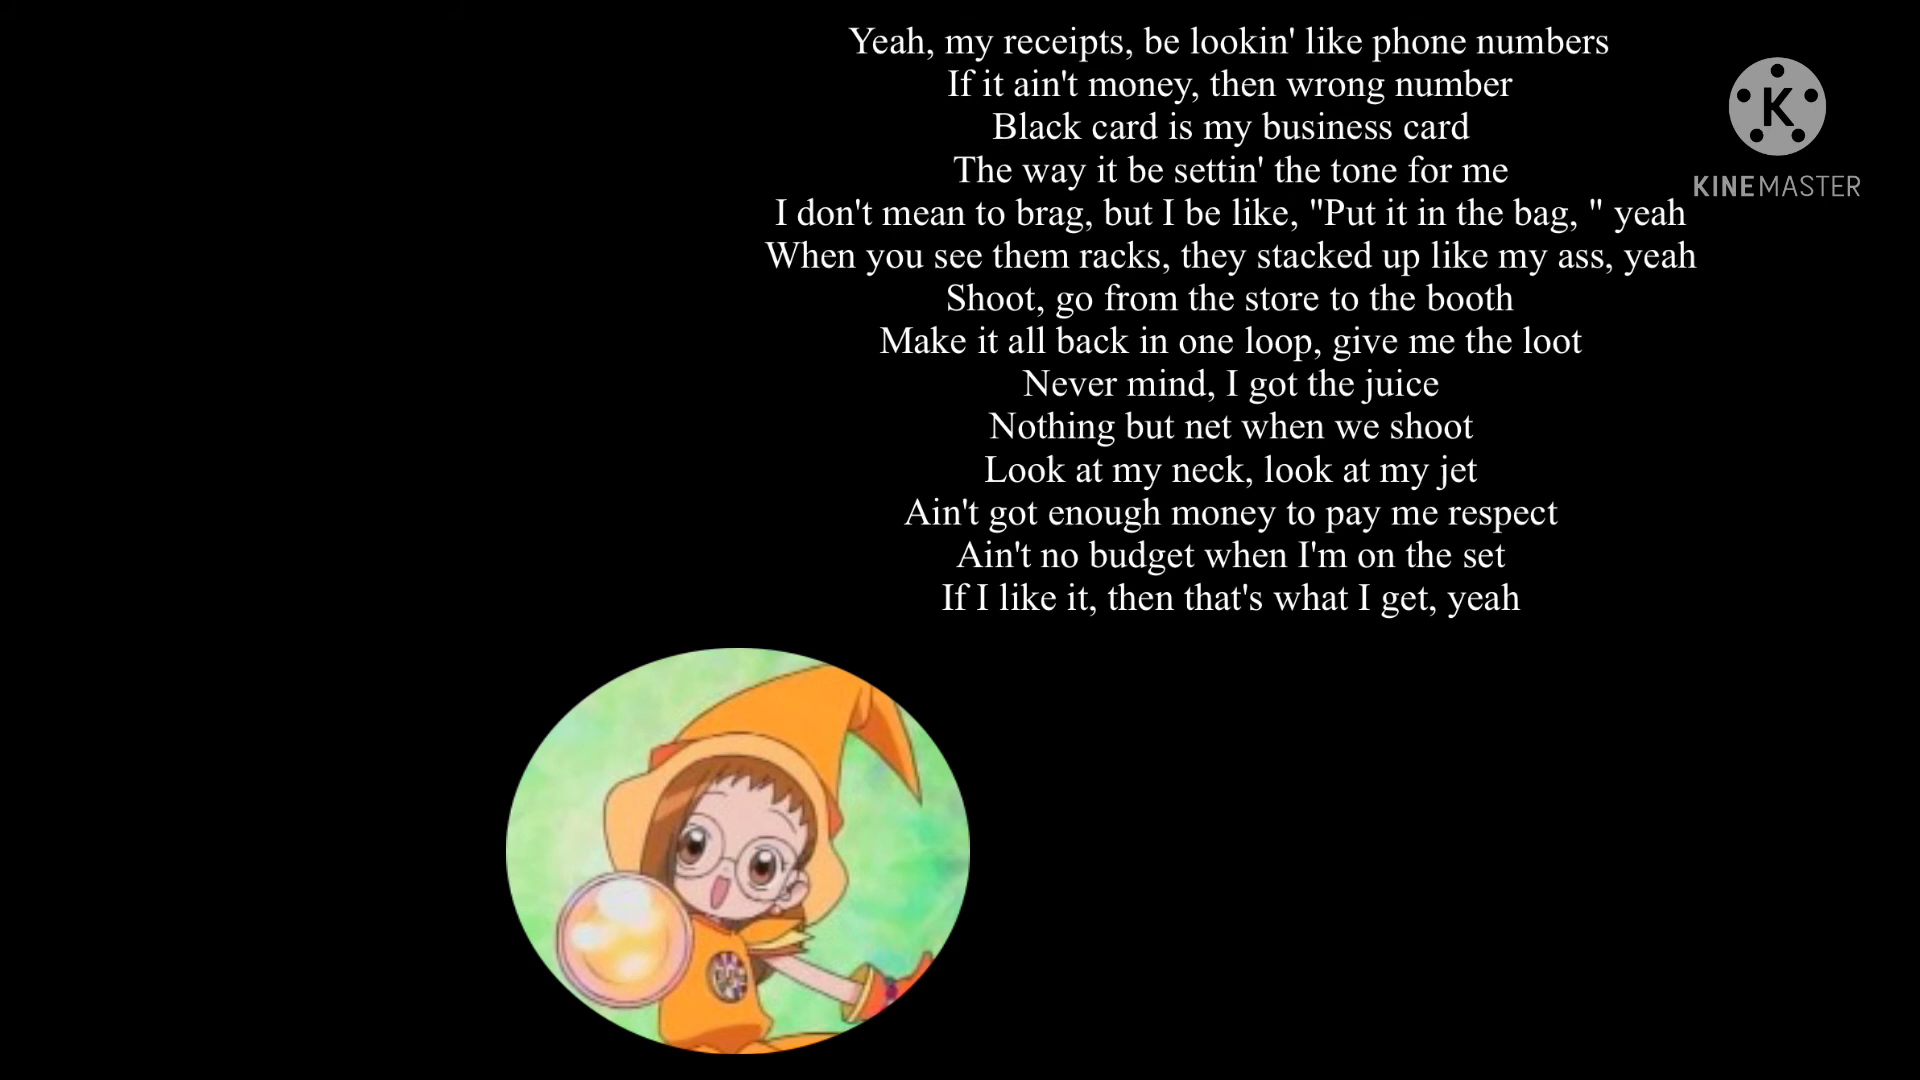 Yeah, my receipts, be lookin' like phone numbers
If it ain't money, then wrong number
Black card is my business card
The way it be settin' the tone for me
I don't mean to brag, but I be like, "Put it in the bag, " yeah
When you see them racks, they stacked up like my ass, yeah
Shoot, go from the store to the booth
Make it all back in one loop, give me the loot
Never mind, I got the juice
Nothing but net when we shoot
Look at my neck, look at my jet
Ain't got enough money to pay me respect
Ain't no budget when I'm on the set
If I like it, then that's what I get, yeah
K
KINEMASTER